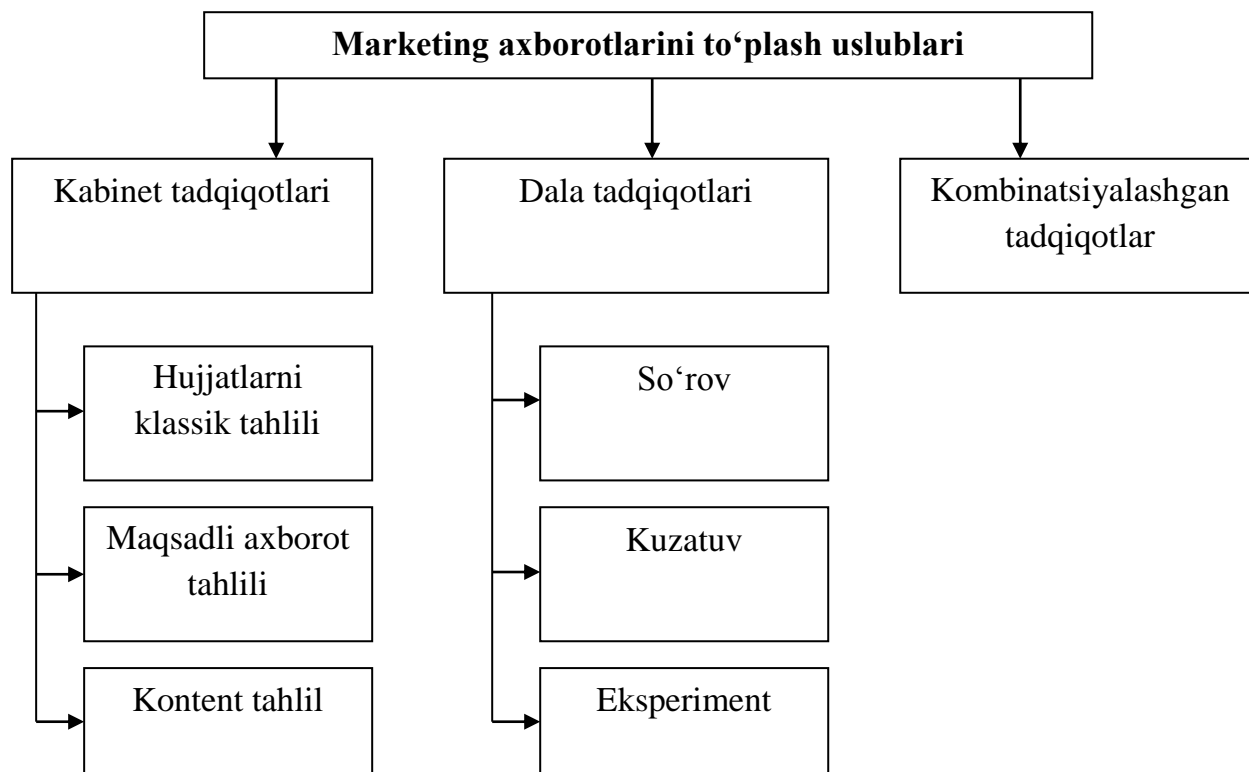 Marketing axborotlarini to‘plash uslublari
Kabinet tadqiqotlari
Dala tadqiqotlari
Kombinatsiyalashgan
tadqiqotlar
Hujjatlarni
klassik tahlili
So‘rov
Maqsadli axborot
tahlili
Kuzatuv
Kontent tahlil
Eksperiment